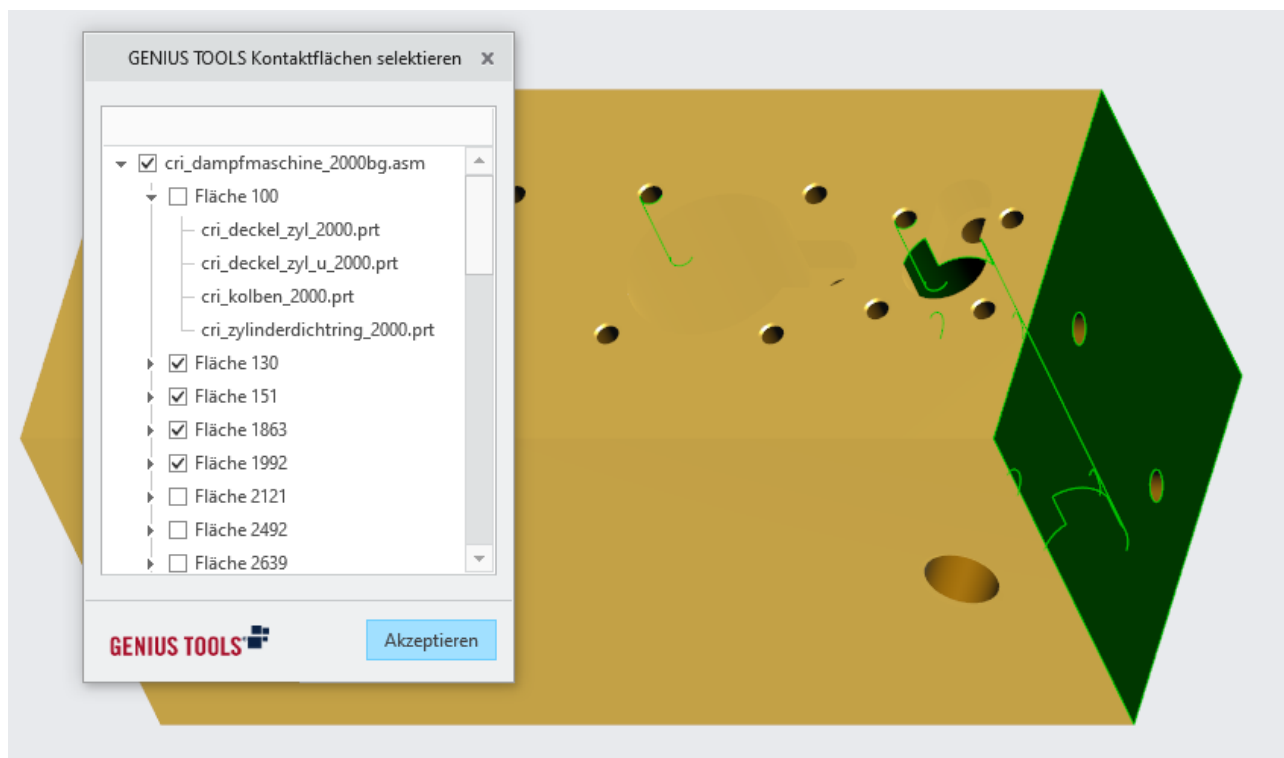 GENIUS TOOLS Kontaktflächen selektieren x
cri_dampfmaschine_2000bg.asm
Fläche 100
cri_deckel_zyl_2000.prt
cri_deckel_zyl_u_2000.prt
cri_kolben_2000.prt
cri_zylinderdichtring_2000.prt
Fläche 130
Fläche 151
Fläche 1863
Fläche 1992
Fläche 2121
Fläche 2492
Fläche 2639
GENIUS TOOLS
Akzeptieren